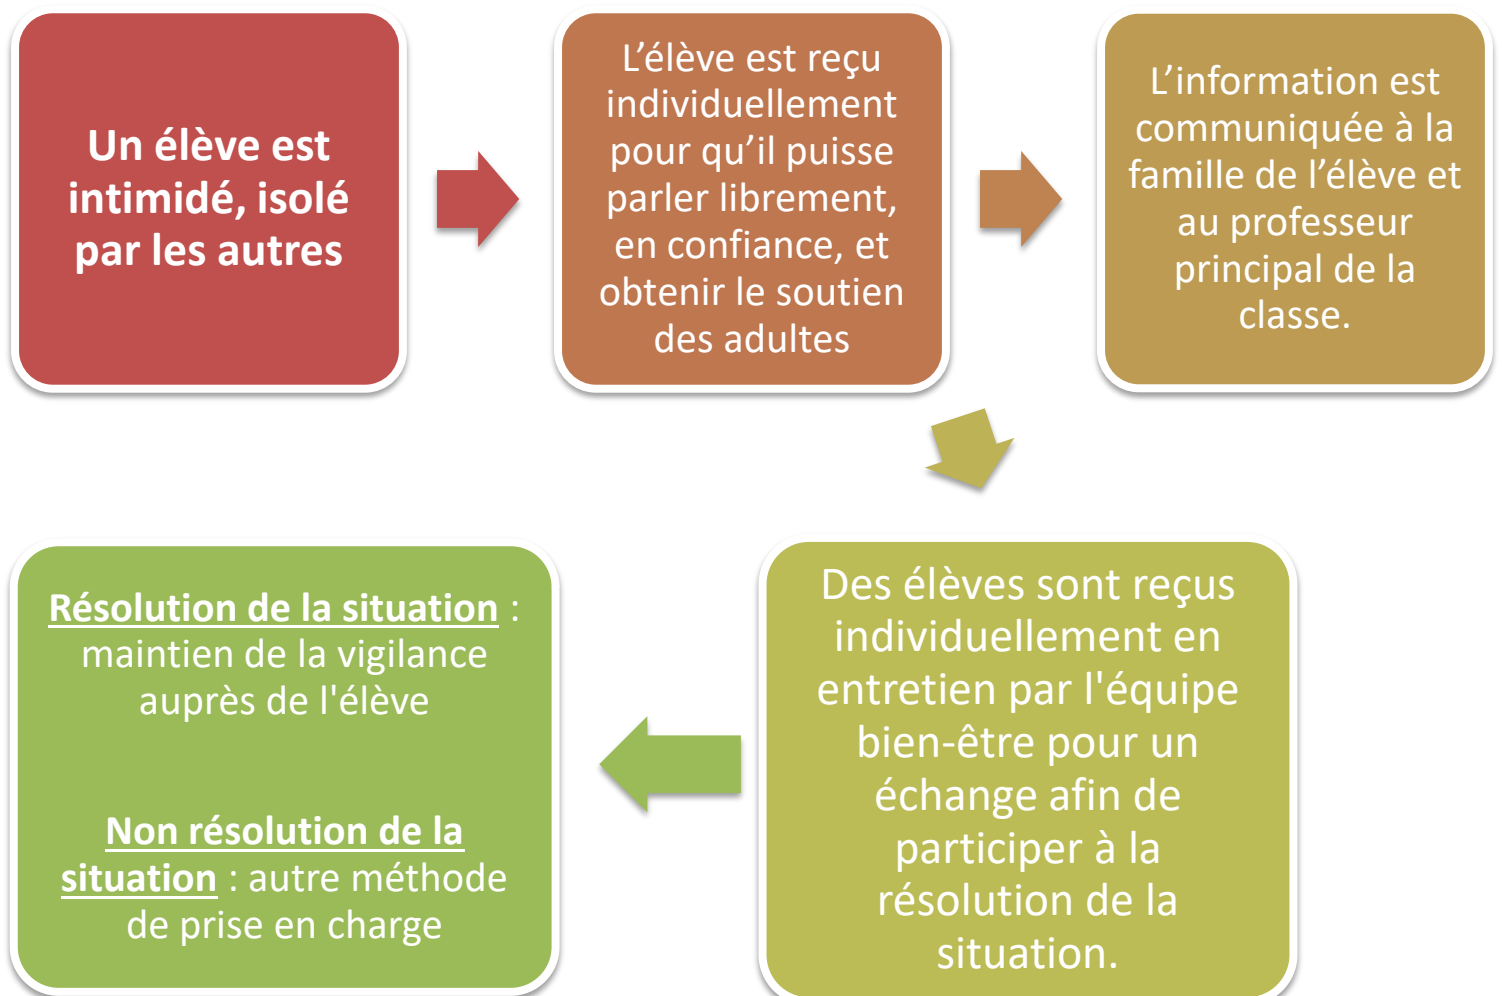 Un élève est
intimidé, isolé
par les autres
L’élève est reçu
individuellement
pour qu’il puisse
parler librement,
en confiance, et
obtenir le soutien
des adultes
L’information est
communiquée à la
famille de l’élève et
au professeur
principal de la
classe.
Des élèves sont reçus
individuellement en
entretien par l'équipe
bien-être pour un
échange afin de
participer à la
résolution de la
situation.
Résolution de la situation :
maintien de la vigilance
auprès de l'élève
Non résolution de la
situation : autre méthode
de prise en charge